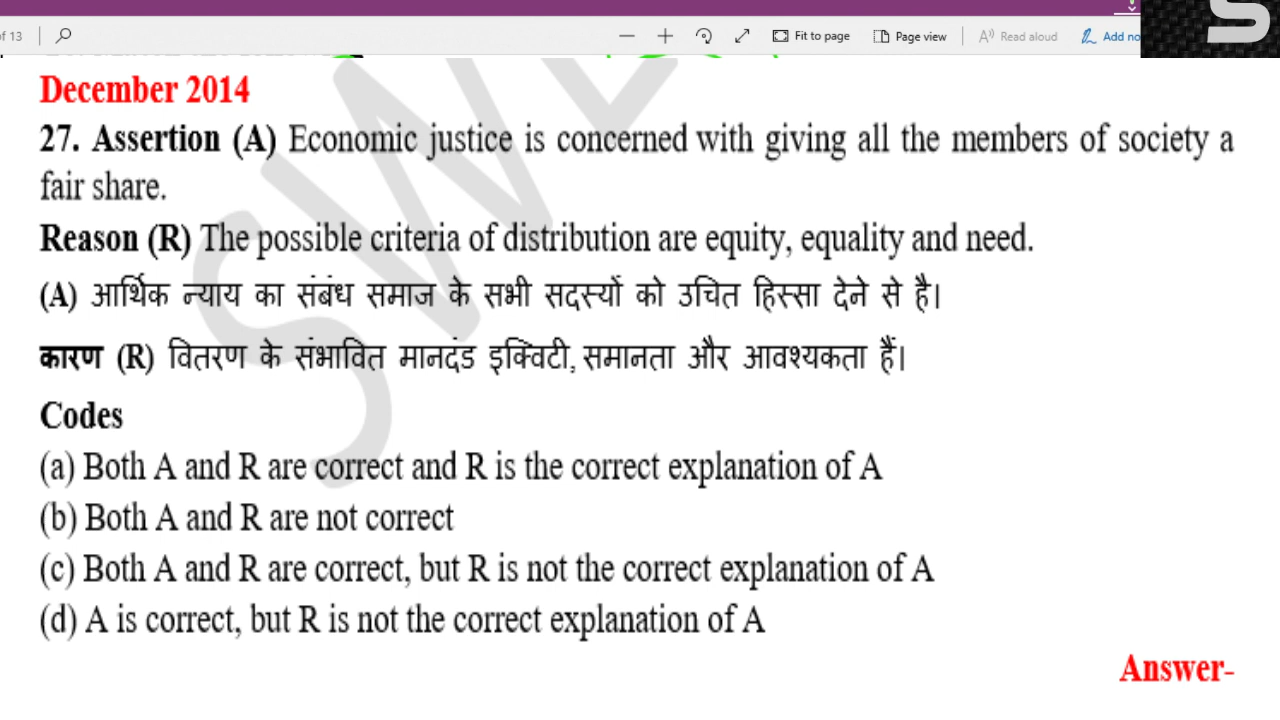 of 13
Fit to page Page view Read aloud Add no
December 2014
27. Assertion (A) Economic justice is concerned with giving all the members of society a
fair share.
Reason (R) The possible criteria of distribution are equity, equality and need.
(A) आर्थिक न्याय का संबंध समाज के सभी सदस्यों को उचित हिस्सा देने से है।
कारण (R) वितरण के संभावित मानदंड इक्विटी, समानता और आवश्यकता हैं।
Codes
(a) Both A and R are correct and R is the correct explanation of A
(b) Both A and R are not correct
(c) Both A and R are correct, but R is not the correct explanation of A
(d) A is correct, but R is not the correct explanation of A
Answer-